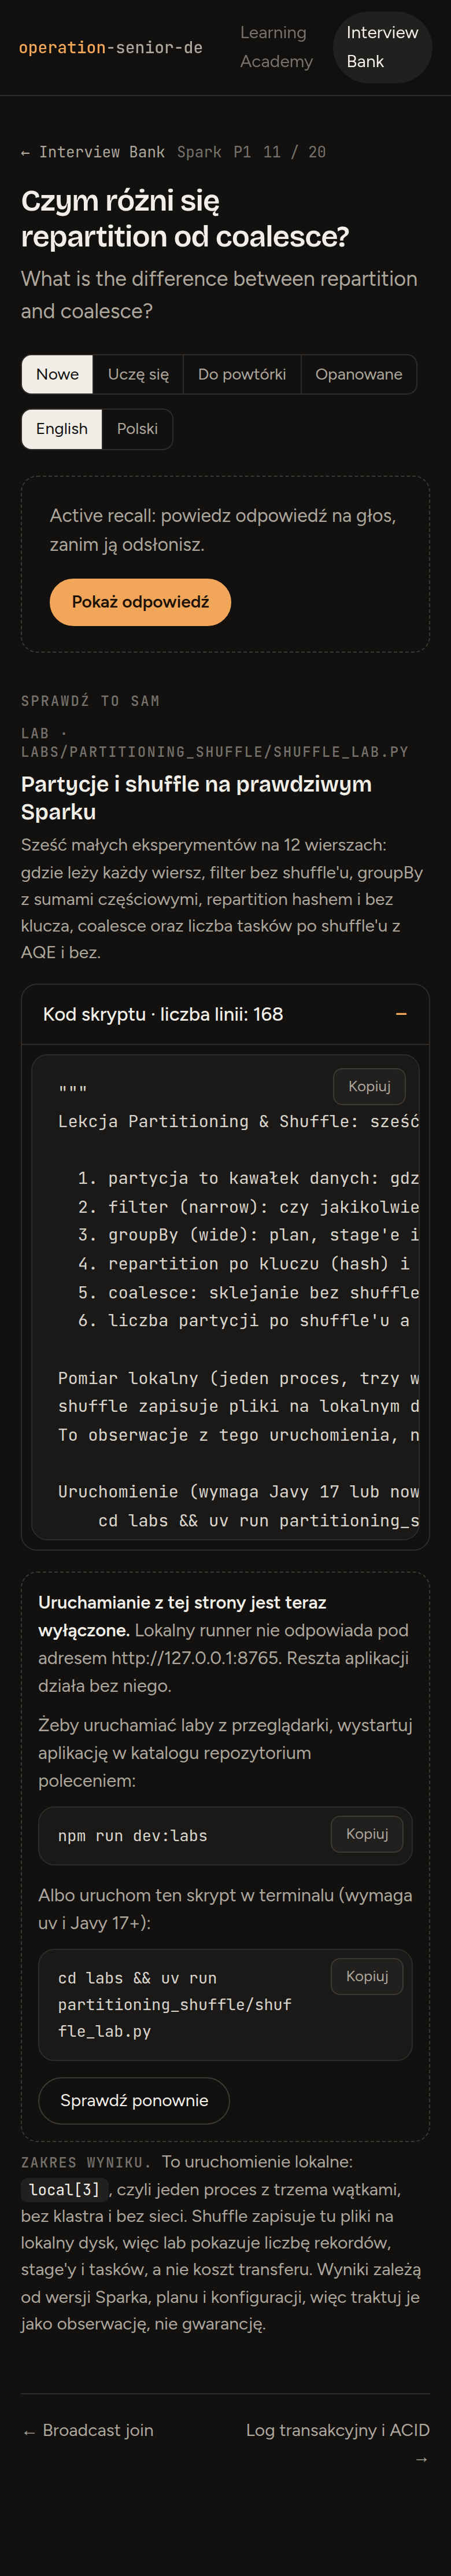 operation-senior-de
Learning
Academy
Interview
Bank
← Interview Bank Spark P1 11 / 20
Czym różni się
repartition od coalesce?
What is the difference between repartition
and coalesce?
Nowe Uczę się Do powtórki Opanowane
English Polski
Active recall: powiedz odpowiedź na głos,
zanim ją odsłonisz.
Pokaż odpowiedź
SPRAWDŹ TO SAM
LAB ·
LABS/PARTITIONING_SHUFFLE/SHUFFLE_LAB.PY
Partycje i shuffle na prawdziwym
Sparku
Sześć małych eksperymentów na 12 wierszach:
gdzie leży każdy wiersz, filter bez shuffle'u, groupBy
z sumami częściowymi, repartition hashem i bez
klucza, coalesce oraz liczba tasków po shuffle'u z
AQE i bez.
Kod skryptu · liczba linii: 168 −
Kopiuj
"""
Lekcja Partitioning & Shuffle: sześć
1. partycja to kawałek danych: gdz
2. filter (narrow): czy jakikolwie
3. groupBy (wide): plan, stage'e i
4. repartition po kluczu (hash) i
5. coalesce: sklejanie bez shuffle
6. liczba partycji po shuffle'u a
Pomiar lokalny (jeden proces, trzy w
shuffle zapisuje pliki na lokalnym d
To obserwacje z tego uruchomienia, n
Uruchomienie (wymaga Javy 17 lub now
cd labs && uv run partitioning_s
Uruchamianie z tej strony jest teraz
wyłączone. Lokalny runner nie odpowiada pod
adresem http://127.0.0.1:8765. Reszta aplikacji
działa bez niego.
Żeby uruchamiać laby z przeglądarki, wystartuj
aplikację w katalogu repozytorium
poleceniem:
npm run dev:labs Kopiuj
Albo uruchom ten skrypt w terminalu (wymaga
uv i Javy 17+):
cd labs && uv run Kopiuj
partitioning_shuffle/shuf
fle_lab.py
Sprawdź ponownie
ZAKRES WYNIKU. To uruchomienie lokalne:
local[3], czyli jeden proces z trzema wątkami,
bez klastra i bez sieci. Shuffle zapisuje tu pliki na
lokalny dysk, więc lab pokazuje liczbę rekordów,
stage'y i tasków, a nie koszt transferu. Wyniki zależą
od wersji Sparka, planu i konfiguracji, więc traktuj je
jako obserwację, nie gwarancję.
← Broadcast join
Log transakcyjny i ACID
→